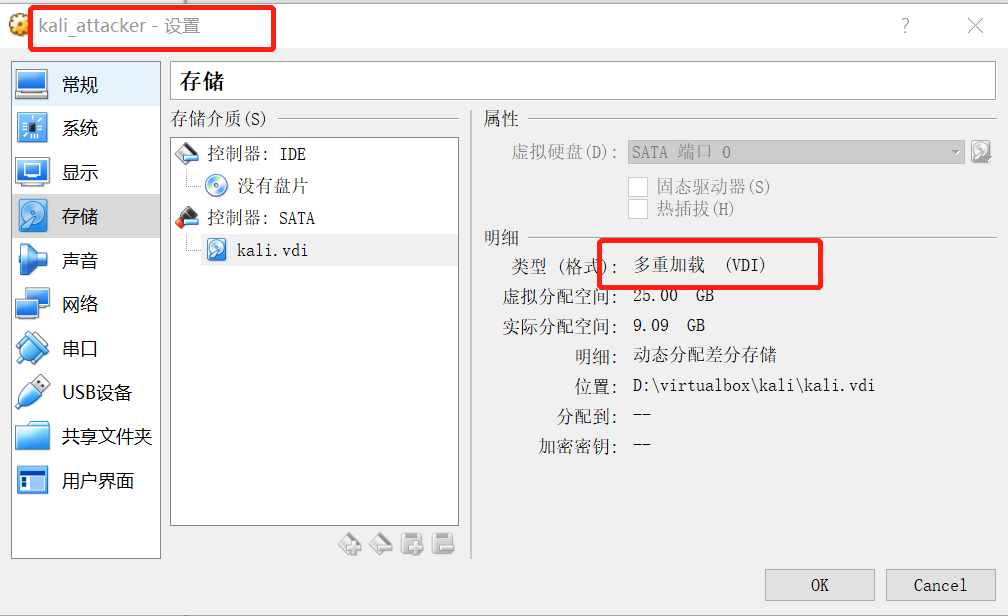 kali_attacker - 设置
?
常规
系统
显示
存储
声音
网络
串口
USB设备
共享文件夹
用户界面
存储
存储介质(S)
控制器: IDE
没有盘片
控制器: SATA
kali.vdi
属性
虚拟硬盘(D): SATA 端口 0
固态驱动器(S)
热插拔(H)
明细
类型 (格式): 多重加载 (VDI)
虚拟分配空间: 25.00 GB
实际分配空间: 9.09 GB
明细: 动态分配差分存储
位置: D:\virtualbox\kali\kali.vdi
分配到: --
加密密钥: --
OK
Cancel